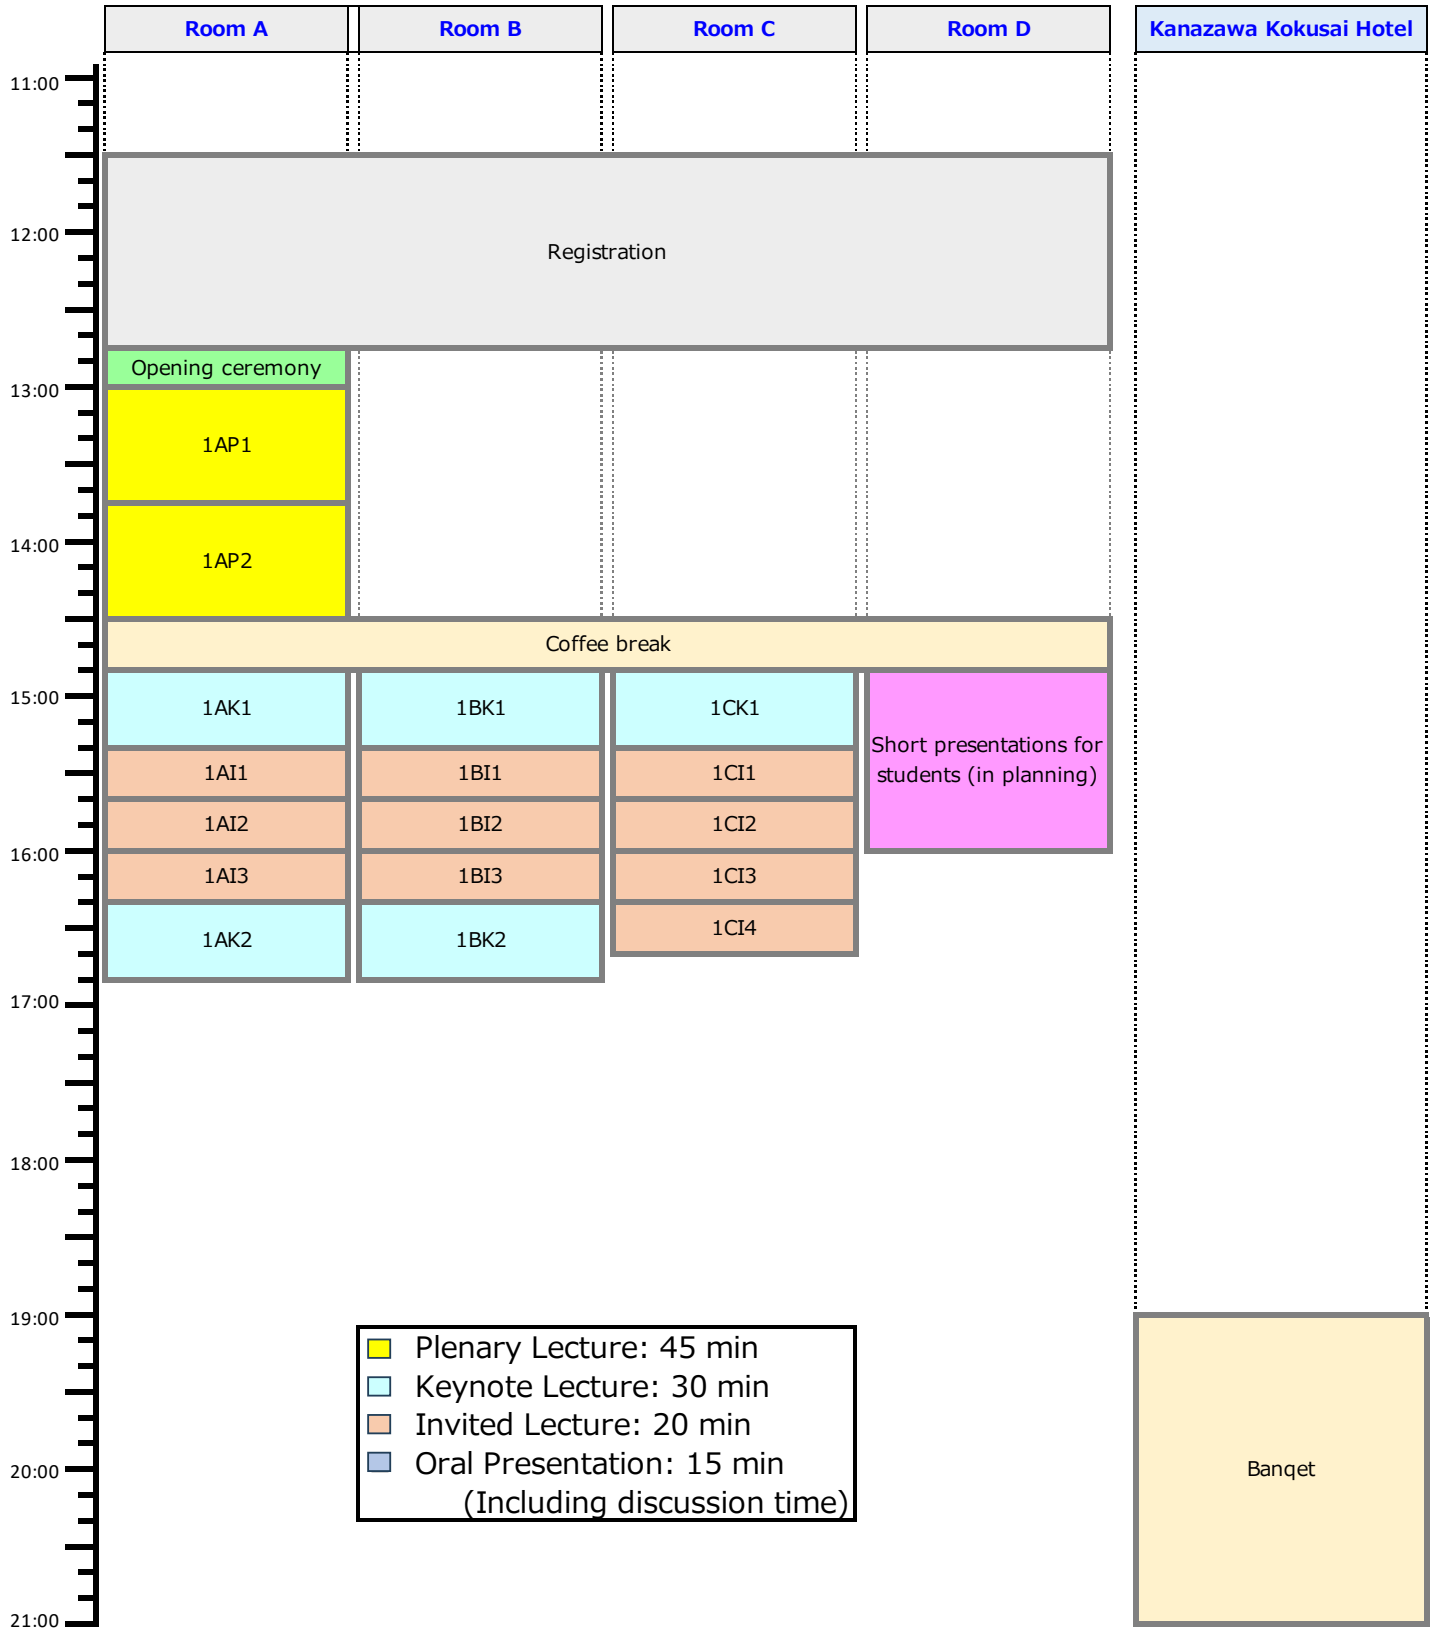 Room A
Room B
Room C
Room D
Kanazawa Kokusai Hotel
11:00
12:00
Registration
Opening ceremony
13:00
1AP1
14:00
1AP2
Coffee break
15:00
1AK1
1BK1
1CK1
Short presentations for
students (in planning)
1AI1
1BI1
1CI1
1AI2
1BI2
1CI2
16:00
1AI3
1BI3
1CI3
1AK2
1BK2
1CI4
17:00
18:00
19:00
Plenary Lecture: 45 min
Keynote Lecture: 30 min
Invited Lecture: 20 min
Oral Presentation: 15 min
(Including discussion time)
20:00
Banqet
21:00